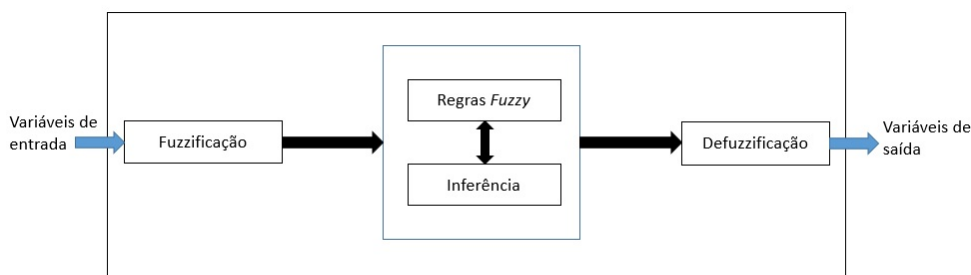 Variáveis de
entrada
Fuzzificação
Regras Fuzzy
Inferência
Defuzzificação
Variáveis de
saída